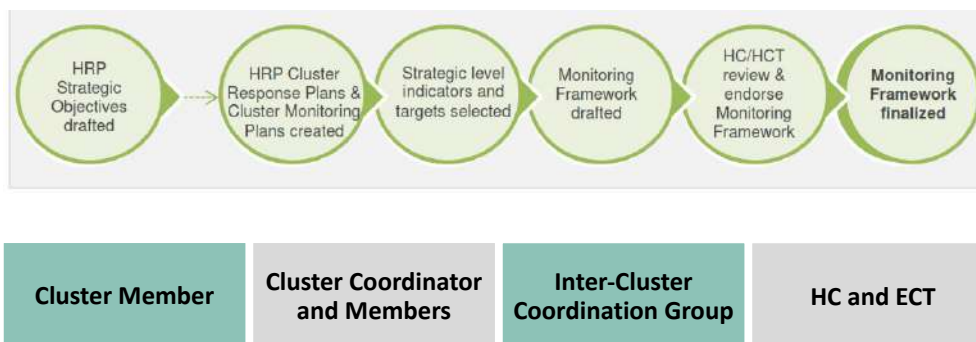 HRP
Strategic
Objectives
drafted
HRP Cluster
Response Plans &
Cluster Monitoring
Plans created
Strategic level
indicators and
targets selected
Monitoring
Framework
drafted
HC/HCT
review &
endorse
Monitoring
Framework
Monitoring
Framework
finalized
Cluster Member
Cluster Coordinator
and Members
Inter-Cluster
Coordination Group
HC and ECT